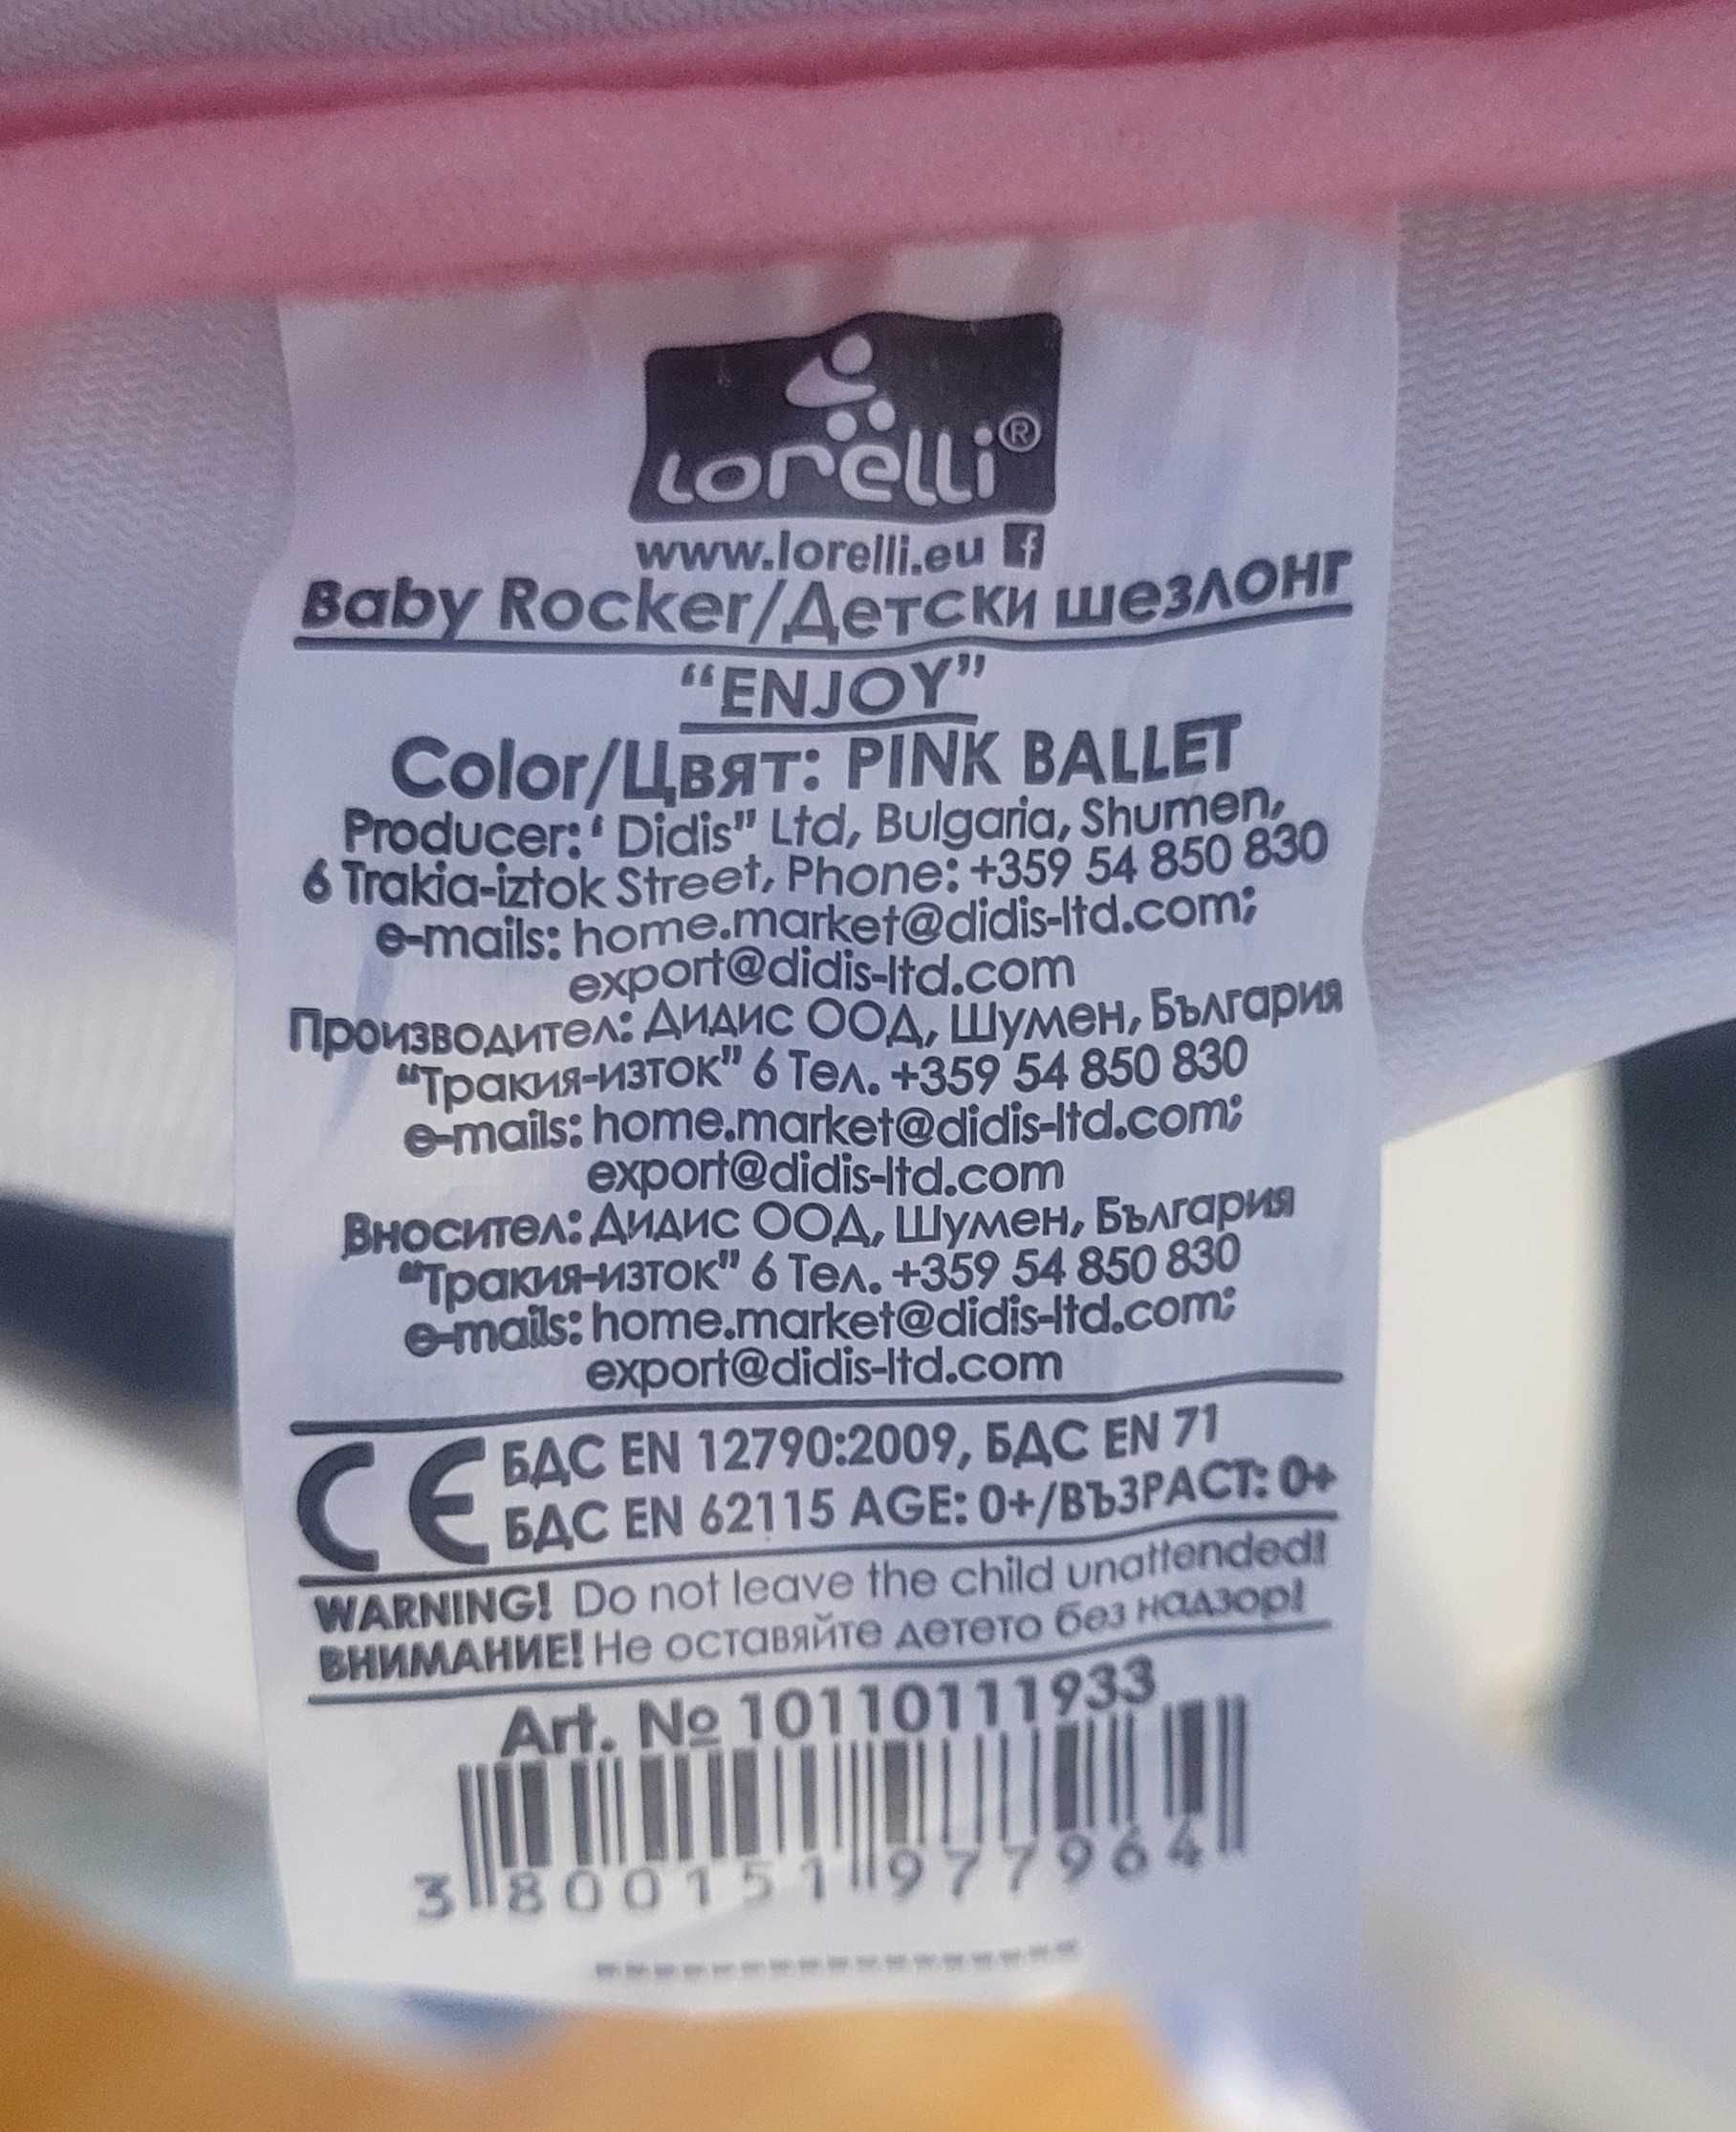 Lorelli®
www.lorelli.eu f
Baby Rocker/Детски шезлонг
“ENJOY”
Color/Цвят: PINK BALLET
Producer: ‘ Didis” Ltd, Bulgaria, Shumen,
6 Trakia-iztok Street, Phone: +359 54 850 830
e-mails: home.market@didis-ltd.com;
export@didis-ltd.com
Производител: Дидис ООД, Шумен, България
“Тракия-изток” 6 Тел. +359 54 850 830
e-mails: home.market@didis-ltd.com;
export@didis-ltd.com
Вносител: Дидис ООД, Шумен, България
“Тракия-изток” 6 Тел. +359 54 850 830
e-mails: home.market@didis-ltd.com;
export@didis-ltd.com
CE БДС EN 12790:2009, БДС EN 71
БДС EN 62115 AGE: 0+/ВЪЗРАСТ: 0+
WARNING! Do not leave the child unattended!
ВНИМАНИЕ! Не оставяйте детето без надзор!
Art. № 10110111933
3 800151 977964